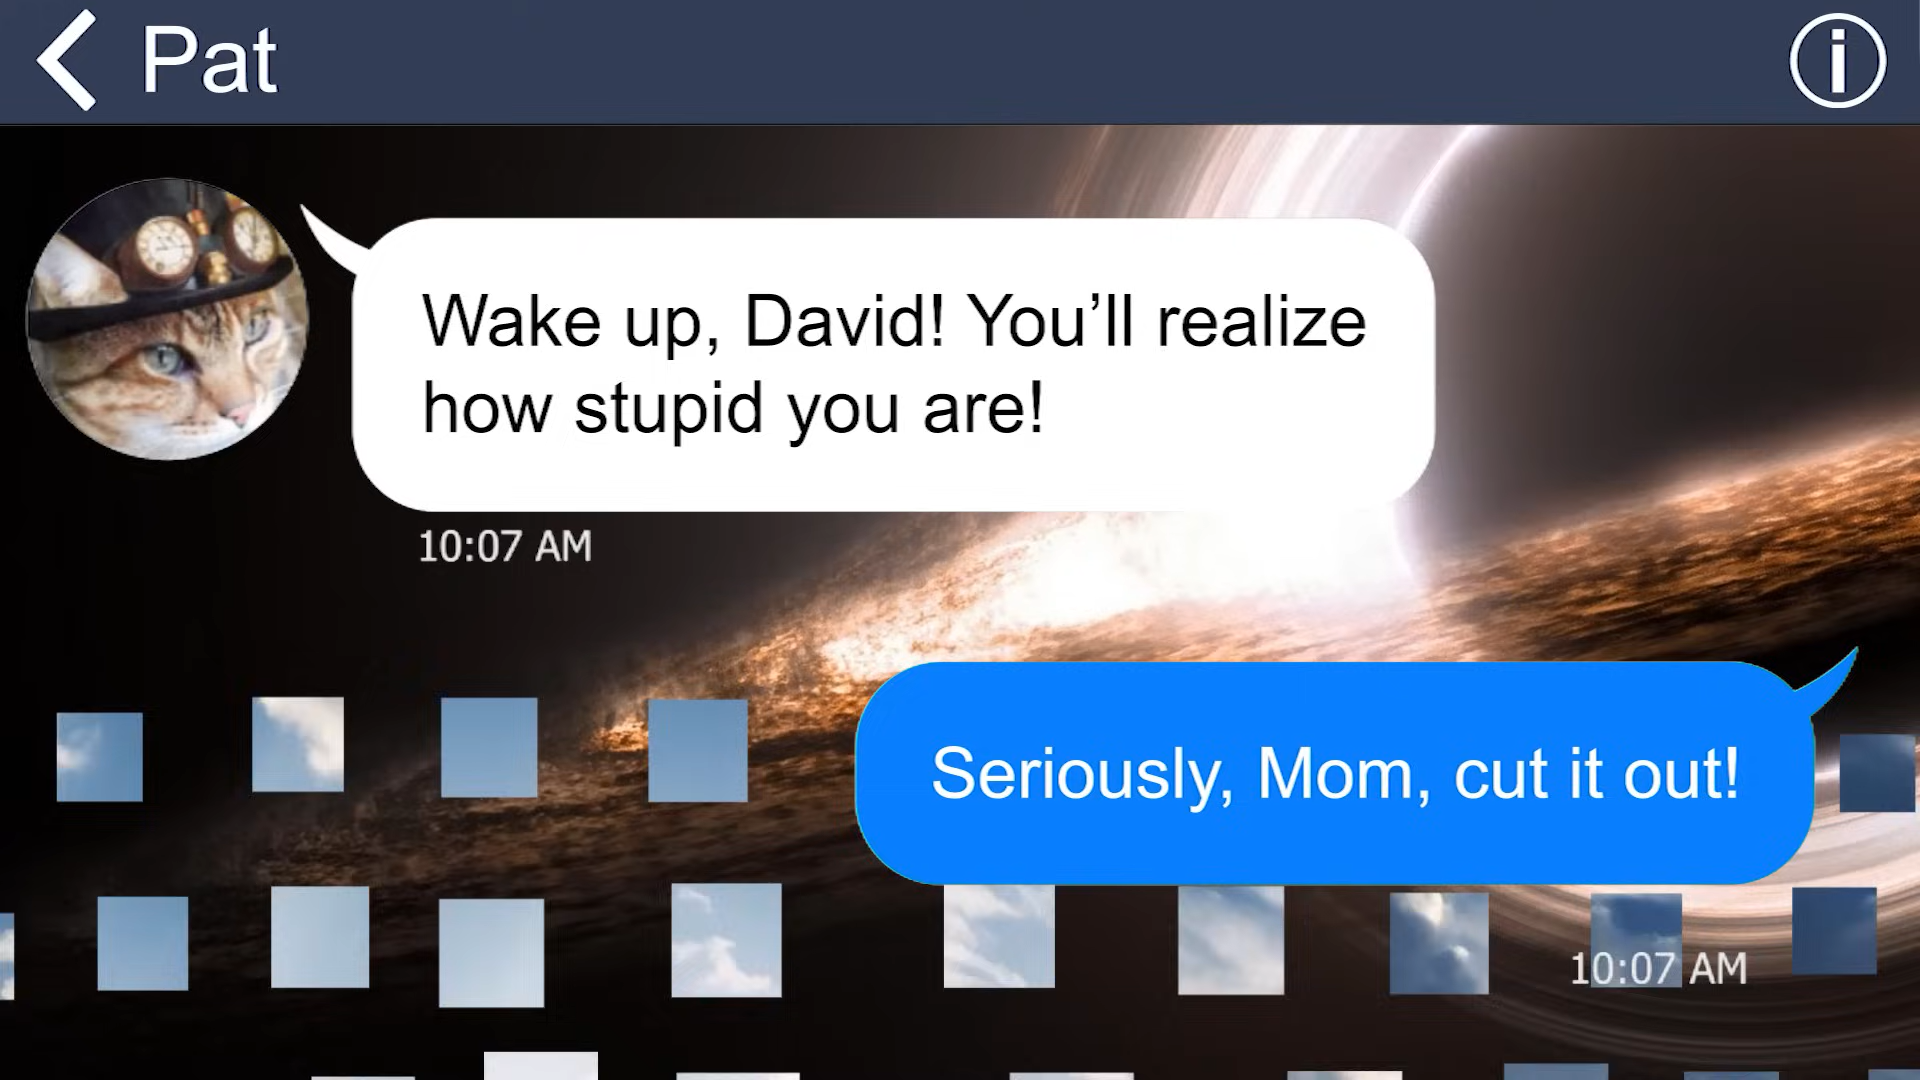 Pat
Wake up, David! You’ll realize
how stupid you are!
10:07 AM
Seriously, Mom, cut it out!
10:07 AM